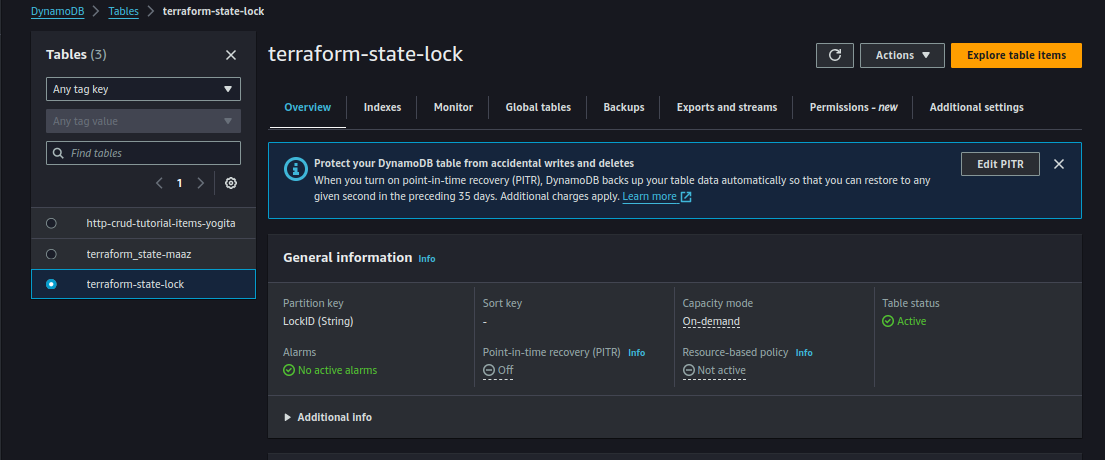 DynamoDB > Tables > terraform-state-lock
Tables (3)
Any tag key
Any tag value
Find tables
1
http-crud-tutorial-items-yogita
terraform_state-maaz
terraform-state-lock
terraform-state-lock
Actions
Explore table items
Overview
Indexes
Monitor
Global tables
Backups
Exports and streams
Permissions - new
Additional settings
Protect your DynamoDB table from accidental writes and deletes
When you turn on point-in-time recovery (PITR), DynamoDB backs up your table data automatically so that you can restore to any
given second in the preceding 35 days. Additional charges apply. Learn more
Edit PITR
General information Info
Partition key
LockID (String)
Sort key
-
Capacity mode
On-demand
Table status
Active
Alarms
No active alarms
Point-in-time recovery (PITR) Info
Off
Resource-based policy Info
Not active
Additional info